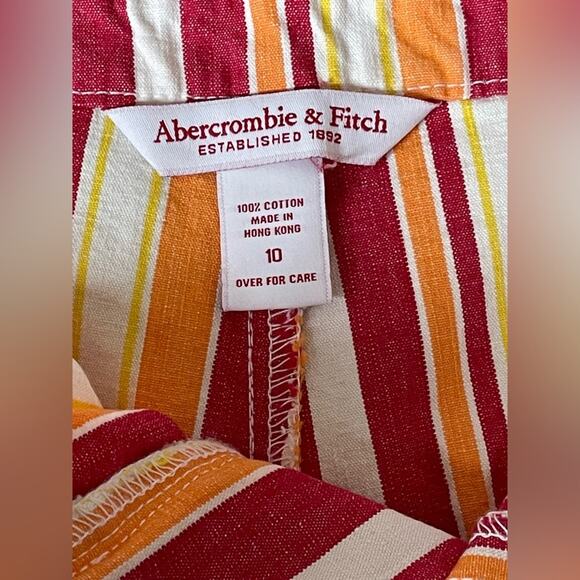 Abercrombie & Fitch
ESTABLISHED 1892
100% COTTON
MADE IN
HONG KONG
10
OVER FOR CARE